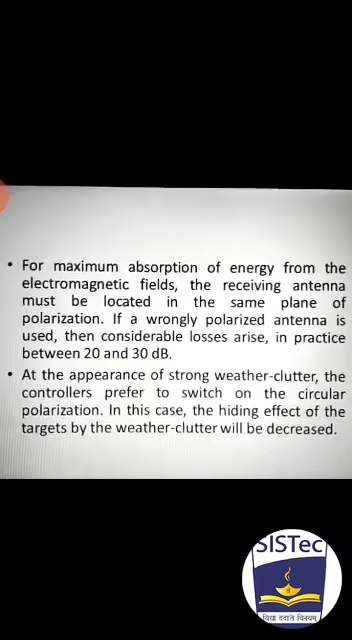 • For maximum absorption of energy from the
electromagnetic fields, the receiving antenna
must be located in the same plane of
polarization. If a wrongly polarized antenna is
used, then considerable losses arise, in practice
between 20 and 30 dB.
• At the appearance of strong weather-clutter, the
controllers prefer to switch on the circular
polarization. In this case, the hiding effect of the
targets by the weather-clutter will be decreased.
SISTec
विद्या ददाति विनयम्